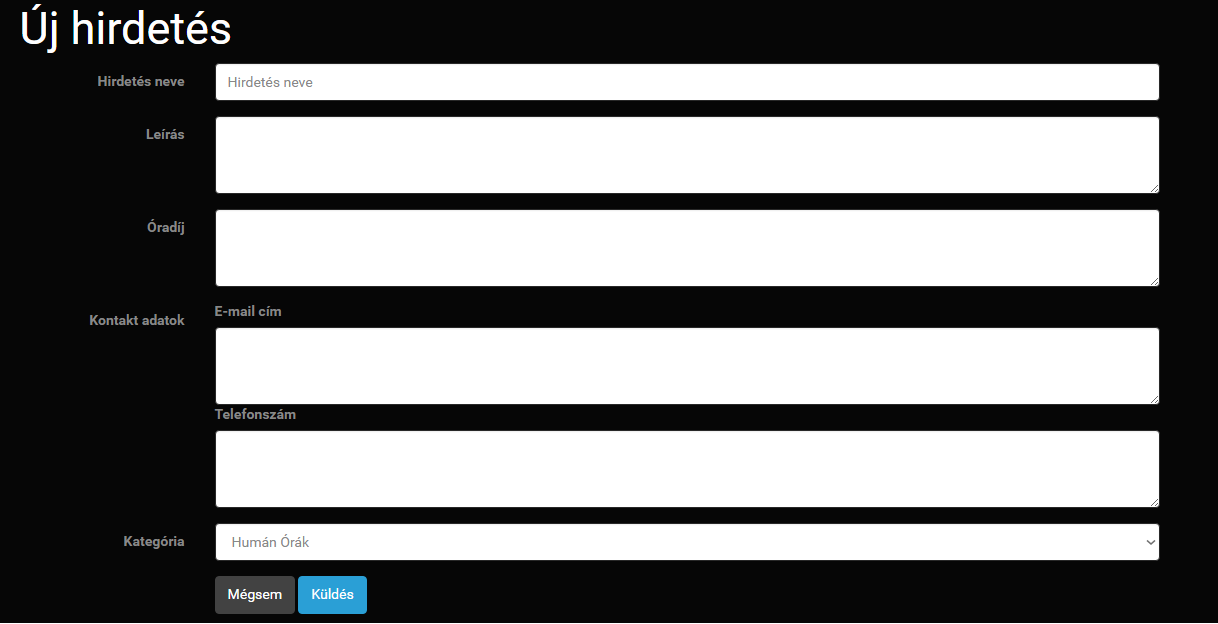 Új hirdetés
Hirdetés neve
Hirdetés neve
Leírás
Óradíj
Kontakt adatok
E-mail cím
Telefonszám
Kategória
Humán Órák
Mégsem Küldés